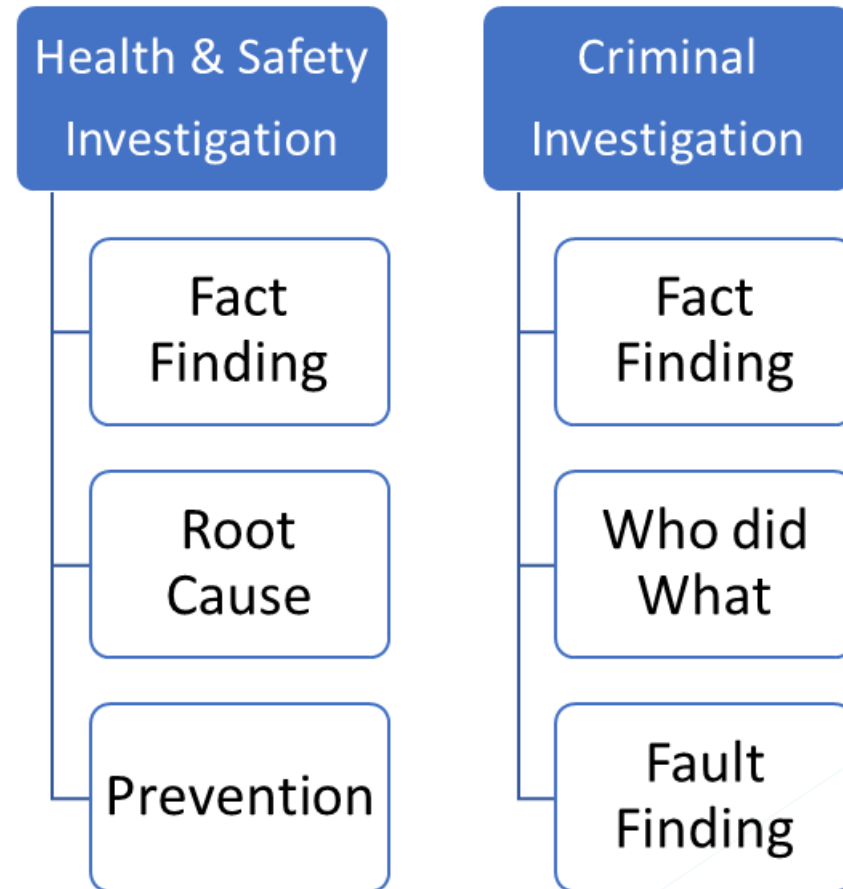 Health & Safety
Investigation
Fact
Finding
Root
Cause
Prevention
Criminal
Investigation
Fact
Finding
Who did
What
Fault
Finding